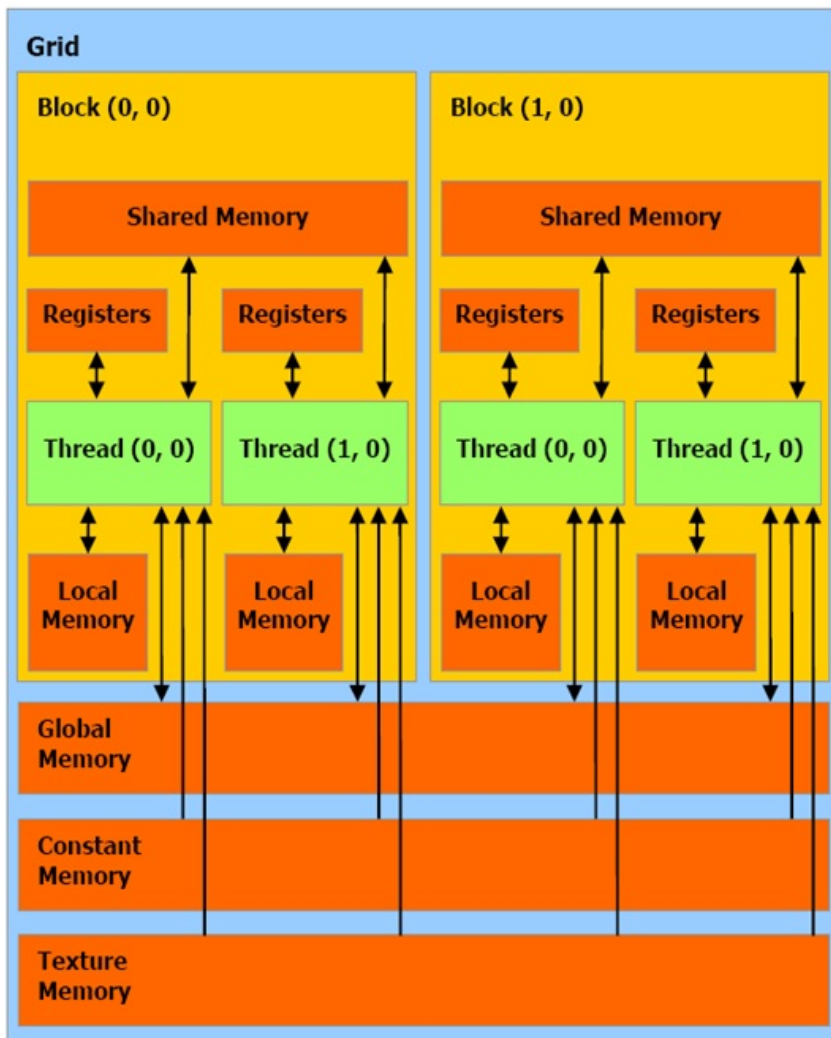 Grid
Block (0, 0)
Block (1, 0)
Shared Memory
Shared Memory
Registers
Registers
Registers
Registers
Thread (0, 0)
Thread (1, 0)
Thread (0, 0)
Thread (1, 0)
Local
Memory
Local
Memory
Local
Memory
Local
Memory
Global
Memory
Constant
Memory
Texture
Memory